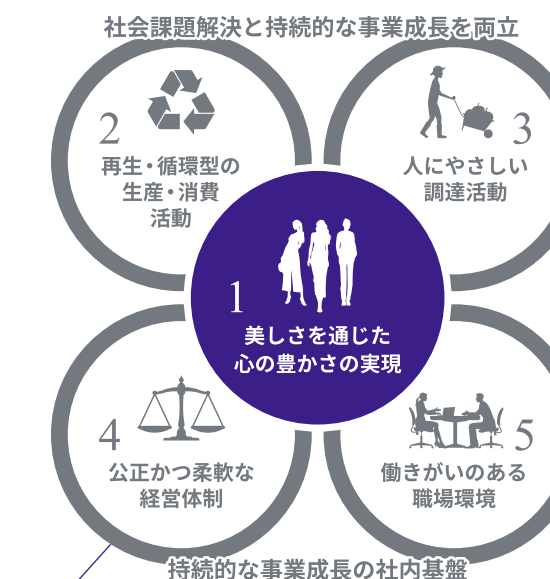 社会課題解決と持続的な事業成長を両立
2
再生・循環型の
生産・消費
活動
3
人にやさしい
調達活動
1
美しさを通じた
心の豊かさの実現
4
公正かつ柔軟な
経営体制
5
働きがいのある
職場環境
持続的な事業成長の社内基盤